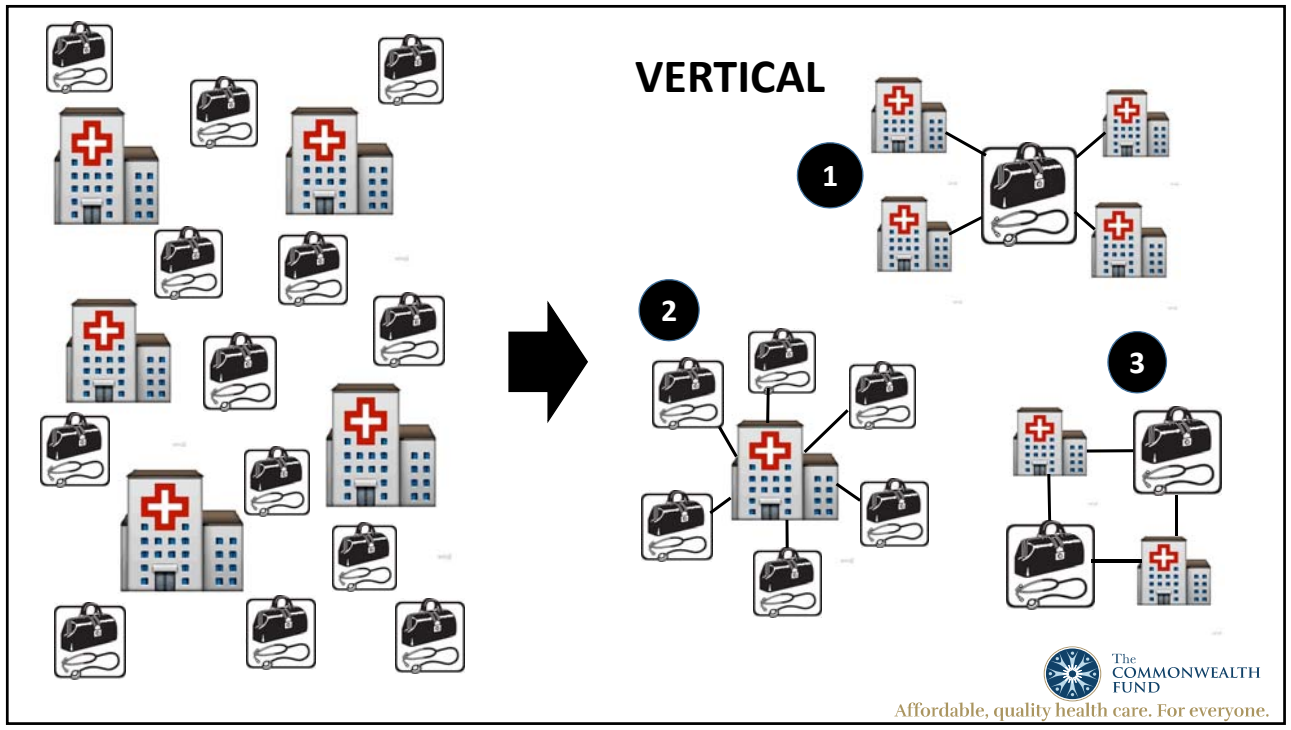 VERTICAL
1
2
3
The
COMMONWEALTH
FUND
Affordable, quality health care. For everyone.